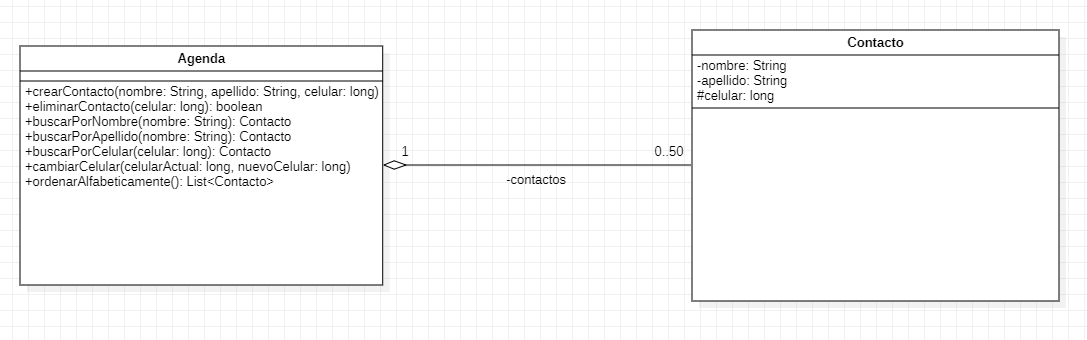 Agenda
+crearContacto(nombre: String, apellido: String, celular: long)
+eliminarContacto(celular: long): boolean
+buscarPorNombre(nombre: String): Contacto
+buscarPorApellido(nombre: String): Contacto
+buscarPorCelular(celular: long): Contacto
+cambiarCelular(celularActual: long, nuevoCelular: long)
+ordenarAlfabeticamente(): List<Contacto>
1
0..50
-contactos
Contacto
-nombre: String
-apellido: String
#celular: long